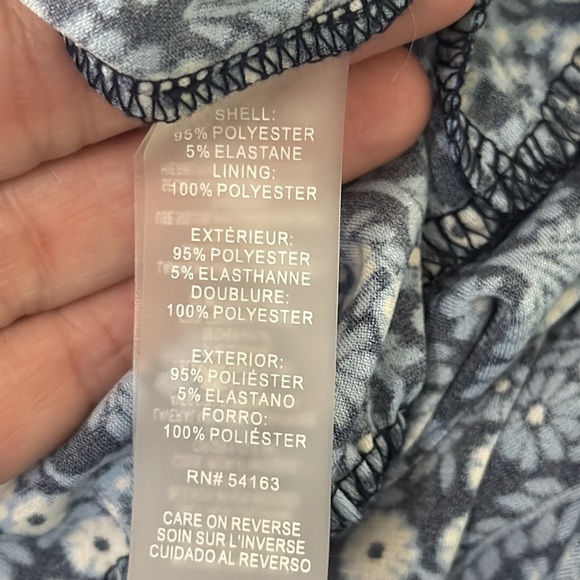 SHELL:
95% POLYESTER
5% ELASTANE
LINING:
100% POLYESTER
EXTÉRIEUR:
95% POLYESTER
5% ELASTHANNE
DOUBLURE:
100% POLYESTER
EXTERIOR:
95% POLIÉSTER
5% ELASTANO
FORRO:
100% POLIÉSTER
RN# 54163
CARE ON REVERSE
SOIN SUR L'INVERSE
CUIDADO AL REVERSO